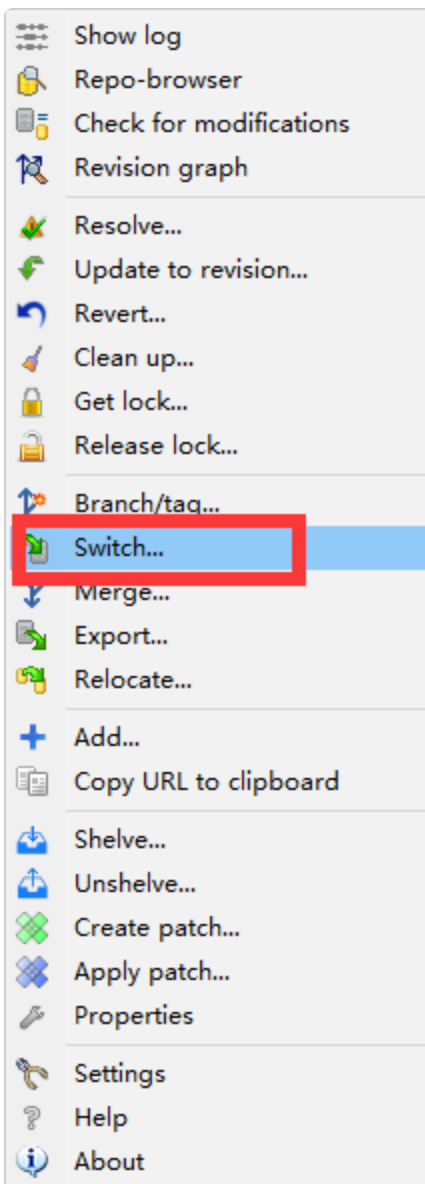 Show log
Repo-browser
Check for modifications
Revision graph
Resolve...
Update to revision...
Revert...
Clean up...
Get lock...
Release lock...
Branch/tag...
Switch...
Merge...
Export...
Relocate...
Add...
Copy URL to clipboard
Shelve...
Unshelve...
Create patch...
Apply patch...
Properties
Settings
Help
About